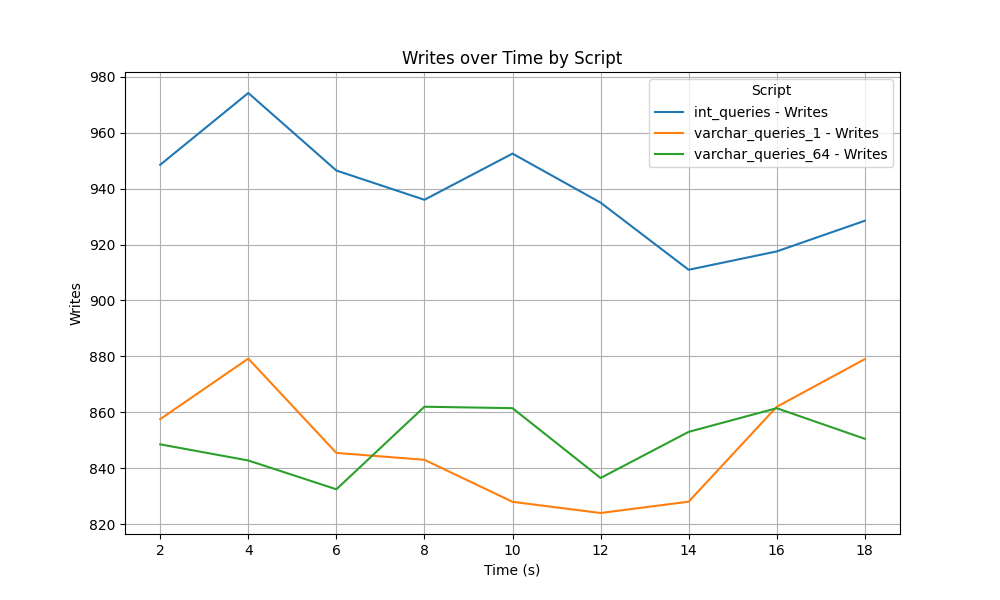 Writes over Time by Script
Script
int_queries - Writes
varchar_queries_1 - Writes
varchar_queries_64 - Writes
Writes
980
960
940
920
900
880
860
840
820
2 4 6 8 10 12 14 16 18
Time (s)